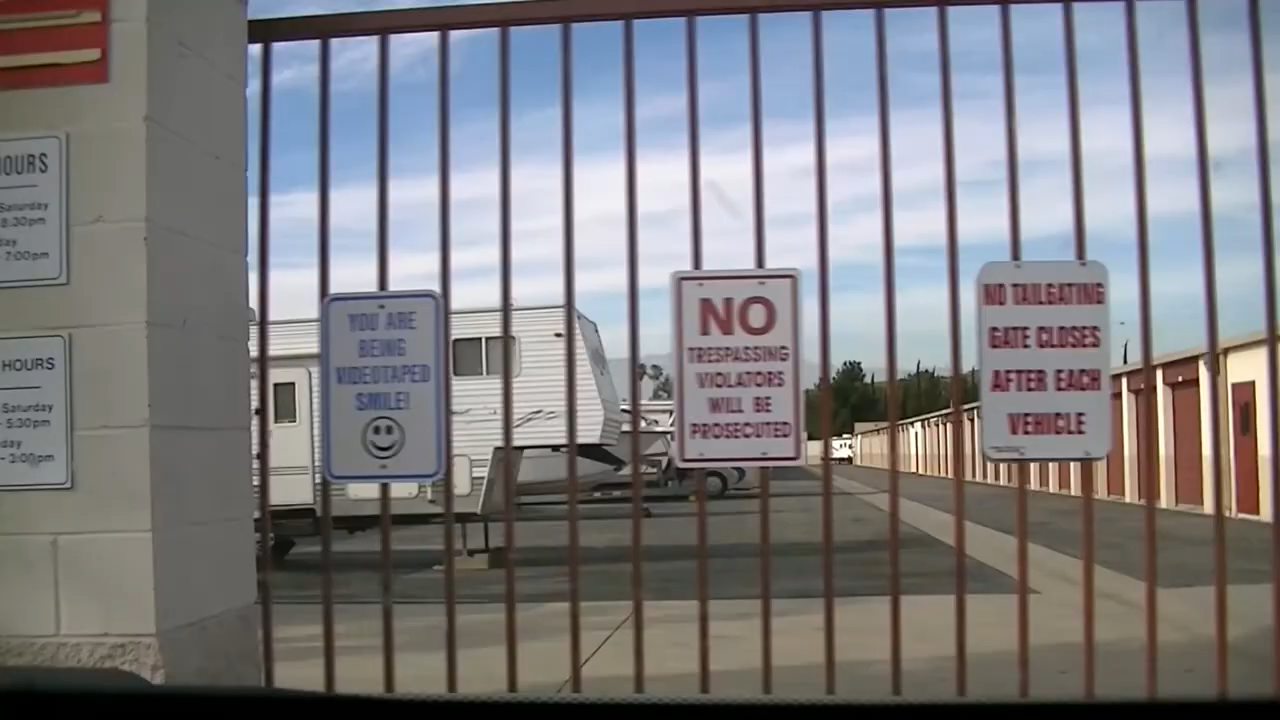 HOURS
Saturday
8:30pm
day
- 7:00pm
HOURS
Saturday
- 5:30pm
day
- 3:00pm
YOU ARE
BEING
VIDEOTAPED
SMILE!
NO
TRESPASSING
VIOLATORS
WILL BE
PROSECUTED
NO TAILGATING
GATE CLOSES
AFTER EACH
VEHICLE